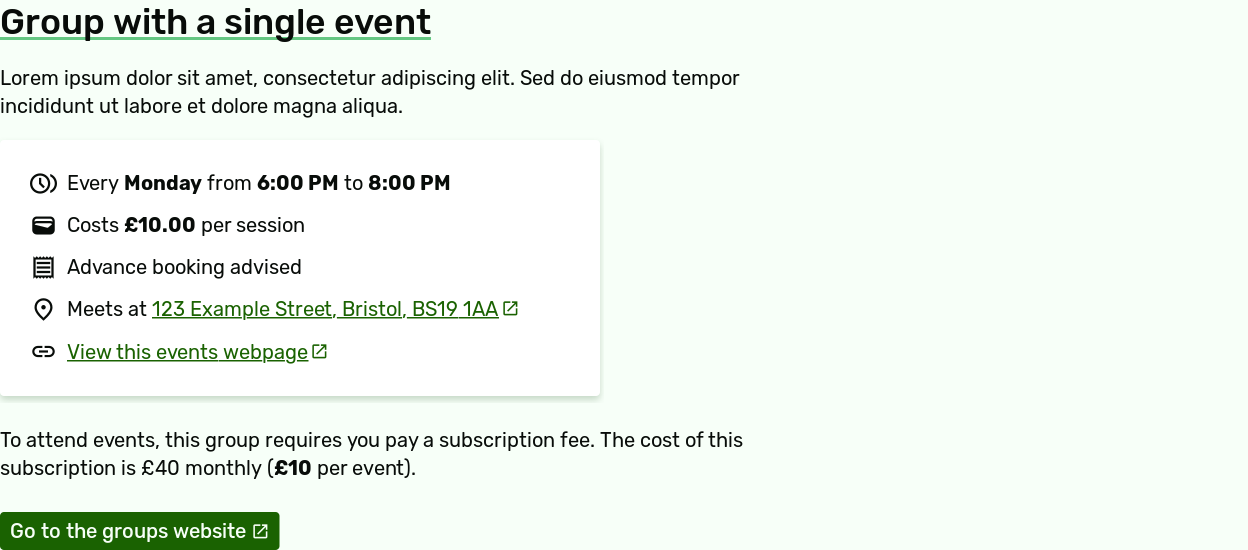 Group with a single event
Lorem ipsum dolor sit amet, consectetur adipiscing elit. Sed do eiusmod tempor
incididunt ut labore et dolore magna aliqua.
Every Monday from 6:00 PM to 8:00 PM
Costs £10.00 per session
Advance booking advised
Meets at 123 Example Street, Bristol, BS19 1AA
View this events webpage
To attend events, this group requires you pay a subscription fee. The cost of this
subscription is £40 monthly (£10 per event).
Go to the groups website